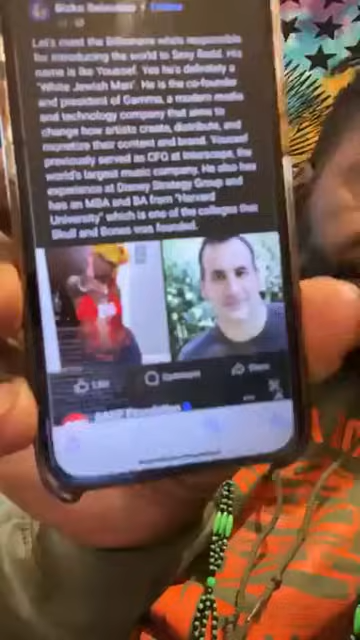 Let's meet the Billionaire white responsible
for introducing the world to Sexy Redd. His
name is Ike Youssef. Yes he's definitely a
"White Jewish Man". He is the co-founder
and president of Gamma, a modern media
and technology company that aims to
change how artists create, distribute, and
monetize their content and brand. Youssef
previously served as CFO at Interscope, the
world's largest music company. He also has
experience at Disney Strategy Group and
has an MBA and BA from "Harvard
University" which is one of the colleges that
Skull and Bones was founded.
Like
Comment
Share